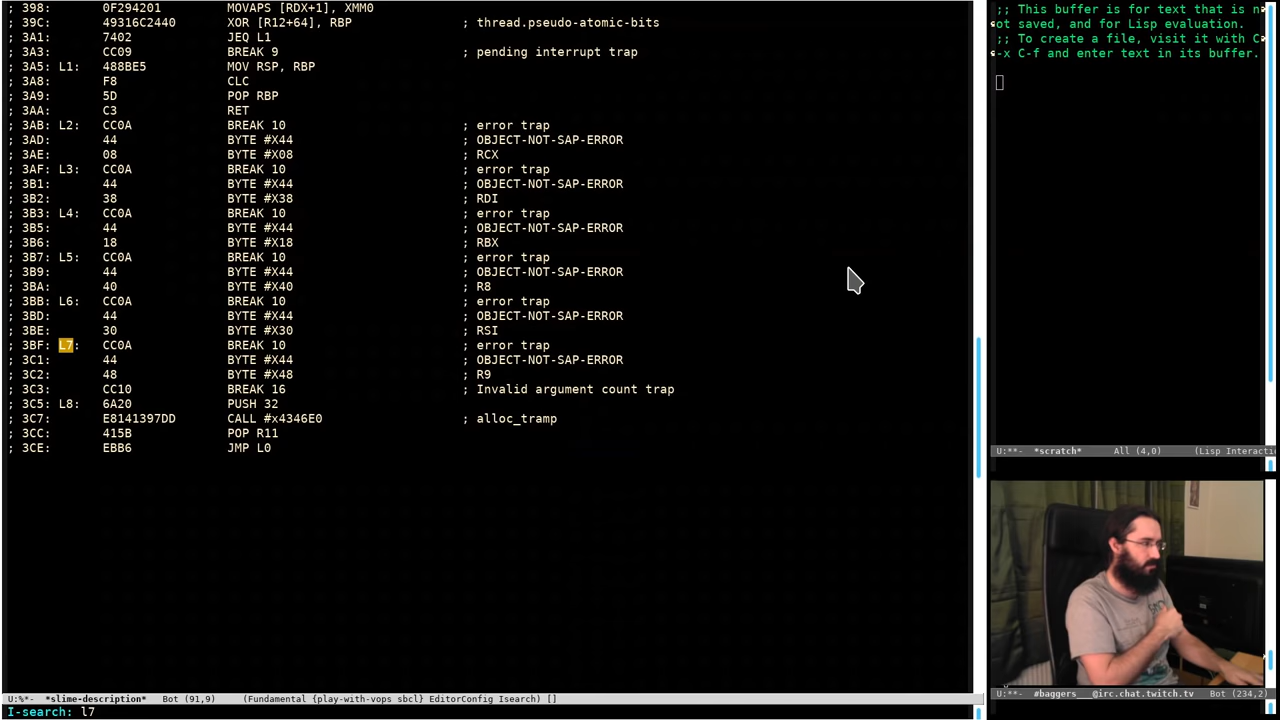 ; 398:      0F294201         MOVAPS [RDX+1], XMM0
; 39C:      49316C2440       XOR [R12+64], RBP               ; thread.pseudo-atomic-bits
; 3A1:      7402             JEQ L1
; 3A3:      CC09             BREAK 9                         ; pending interrupt trap
; 3A5: L1:  488BE5           MOV RSP, RBP
; 3A8:      F8               CLC
; 3A9:      5D               POP RBP
; 3AA:      C3               RET
; 3AB: L2:  CC0A             BREAK 10                        ; error trap
; 3AD:      44               BYTE #X44                       ; OBJECT-NOT-SAP-ERROR
; 3AE:      08               BYTE #X08                       ; RCX
; 3AF: L3:  CC0A             BREAK 10                        ; error trap
; 3B1:      44               BYTE #X44                       ; OBJECT-NOT-SAP-ERROR
; 3B2:      38               BYTE #X38                       ; RDI
; 3B3: L4:  CC0A             BREAK 10                        ; error trap
; 3B5:      44               BYTE #X44                       ; OBJECT-NOT-SAP-ERROR
; 3B6:      18               BYTE #X18                       ; RBX
; 3B7: L5:  CC0A             BREAK 10                        ; error trap
; 3B9:      44               BYTE #X44                       ; OBJECT-NOT-SAP-ERROR
; 3BA:      40               BYTE #X40                       ; R8
; 3BB: L6:  CC0A             BREAK 10                        ; error trap
; 3BD:      44               BYTE #X44                       ; OBJECT-NOT-SAP-ERROR
; 3BE:      30               BYTE #X30                       ; RSI
; 3BF: L7:  CC0A             BREAK 10                        ; error trap
; 3C1:      44               BYTE #X44                       ; OBJECT-NOT-SAP-ERROR
; 3C2:      48               BYTE #X48                       ; R9
; 3C3:      CC10             BREAK 16                        ; Invalid argument count trap
; 3C5: L8:  6A20             PUSH 32
; 3C7:      E8141397DD       CALL #x4346E0                   ; alloc_tramp
; 3CC:      415B             POP R11
; 3CE:      EBB6             JMP L0
U:%*-  *slime-description*   Bot (91,9)     (Fundamental {play-with-vops sbcl} EditorConfig Isearch) []
I-search: l7
;; This buffer is for text that is n
ot saved, and for Lisp evaluation.
;; To create a file, visit it with C
-x C-f and enter text in its buffer.
U:**-  *scratch*      All (4,0)      (Lisp Interacti
U:**-  #baggers___@irc.chat.twitch.tv   Bot (234,2)